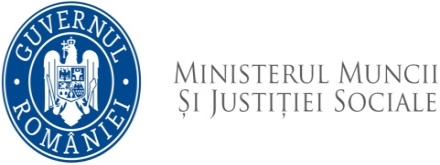 GUVERNUL
ROMÂNIEI
MINISTERUL MUNCII
ȘI JUSTIȚIEI SOCIALE